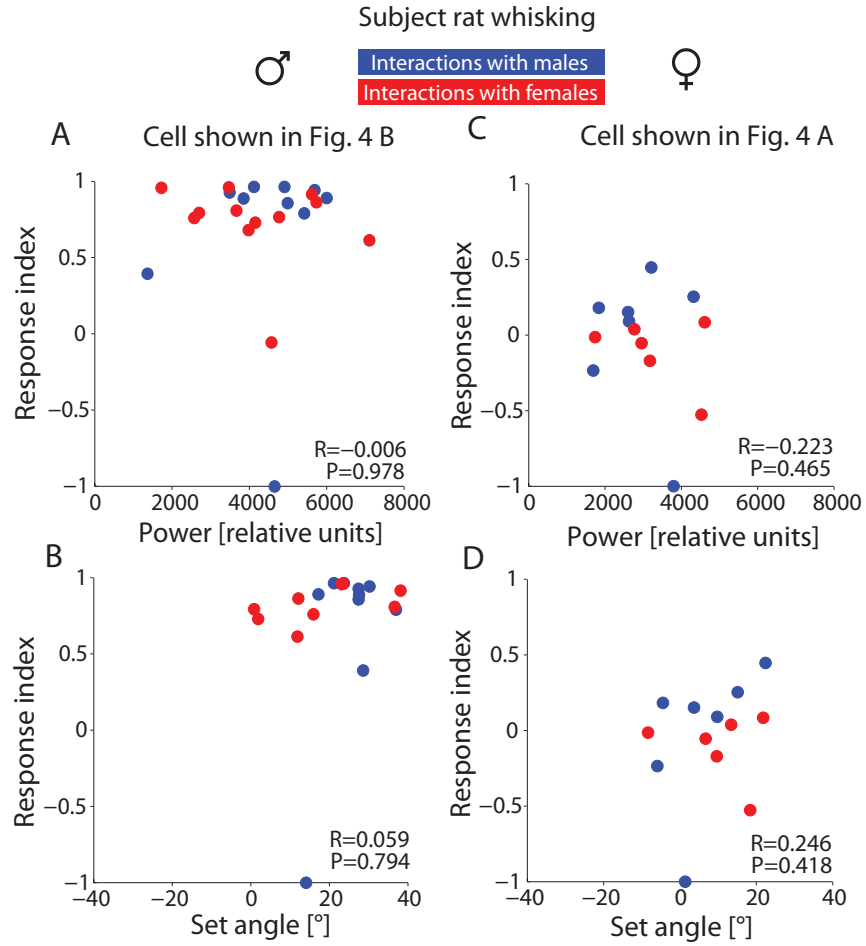 Subject rat whisking
♂
Interactions with males
Interactions with females
♀
A
Cell shown in Fig. 4 B
Response index
1
0.5
0
−0.5
−1
R=−0.006
P=0.978
0 2000 4000 6000 8000
Power [relative units]
C
Cell shown in Fig. 4 A
Response index
1
0.5
0
−0.5
−1
R=−0.223
P=0.465
0 2000 4000 6000 8000
Power [relative units]
B
Response index
1
0.5
0
−0.5
−1
R=0.059
P=0.794
−40 −20 0 20 40
Set angle [°]
D
Response index
1
0.5
0
−0.5
−1
R=0.246
P=0.418
−40 −20 0 20 40
Set angle [°]